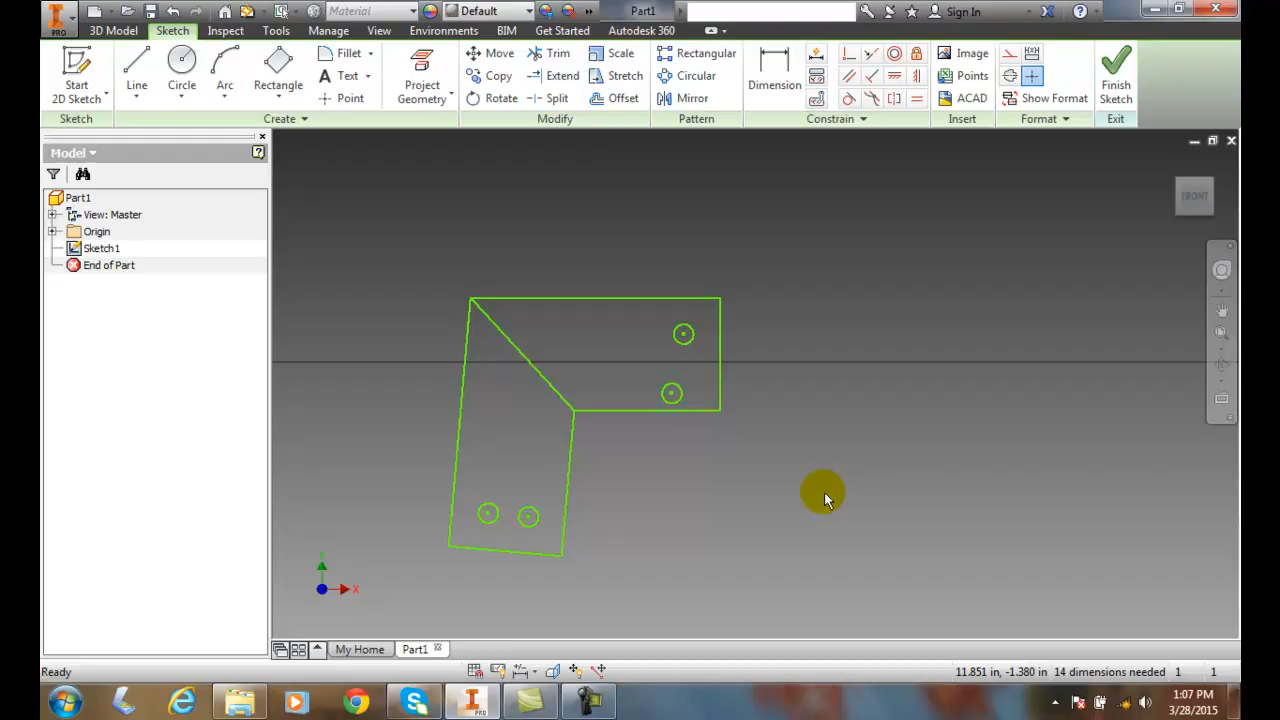 Material
Default
Part1
Sign In
PRO
3D Model
Sketch
Inspect
Tools
Manage
View
Environments
BIM
Get Started
Autodesk 360
Start
2D Sketch
Line
Circle
Arc
Rectangle
Fillet
Text
Point
Project
Geometry
Move
Copy
Rotate
Trim
Extend
Split
Scale
Stretch
Offset
Rectangular
Circular
Mirror
Dimension
Image
Points
ACAD
Show Format
Finish
Sketch
Sketch
Create
Modify
Pattern
Constrain
Insert
Format
Exit
Model
Part1
View: Master
Origin
Sketch1
End of Part
FRONT
X
My Home
Part1
Ready
11.851 in, -1.380 in 14 dimensions needed 1 1
PRO
1:07 PM
3/28/2015